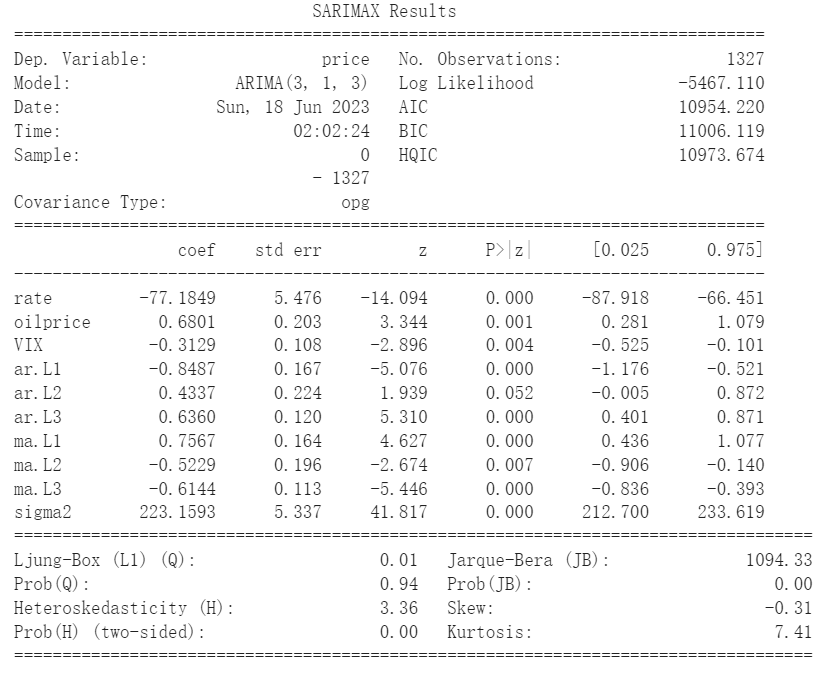 SARIMAX Results
==============================================================================
Dep. Variable: price No. Observations: 1327
Model: ARIMA(3, 1, 3) Log Likelihood -5467.110
Date: Sun, 18 Jun 2023 AIC 10954.220
Time: 02:02:24 BIC 11006.119
Sample: 0 HQIC 10973.674
- 1327
Covariance Type: opg
==============================================================================
coef std err z P>|z| [0.025 0.975]
------------------------------------------------------------------------------
rate -77.1849 5.476 -14.094 0.000 -87.918 -66.451
oilprice 0.6801 0.203 3.344 0.001 0.281 1.079
VIX -0.3129 0.108 -2.896 0.004 -0.525 -0.101
ar.L1 -0.8487 0.167 -5.076 0.000 -1.176 -0.521
ar.L2 0.4337 0.224 1.939 0.052 -0.005 0.872
ar.L3 0.6360 0.120 5.310 0.000 0.401 0.871
ma.L1 0.7567 0.164 4.627 0.000 0.436 1.077
ma.L2 -0.5229 0.196 -2.674 0.007 -0.906 -0.140
ma.L3 -0.6144 0.113 -5.446 0.000 -0.836 -0.393
sigma2 223.1593 5.337 41.817 0.000 212.700 233.619
===================================================================================
Ljung-Box (L1) (Q): 0.01 Jarque-Bera (JB): 1094.33
Prob(Q): 0.94 Prob(JB): 0.00
Heteroskedasticity (H): 3.36 Skew: -0.31
Prob(H) (two-sided): 0.00 Kurtosis: 7.41
===================================================================================